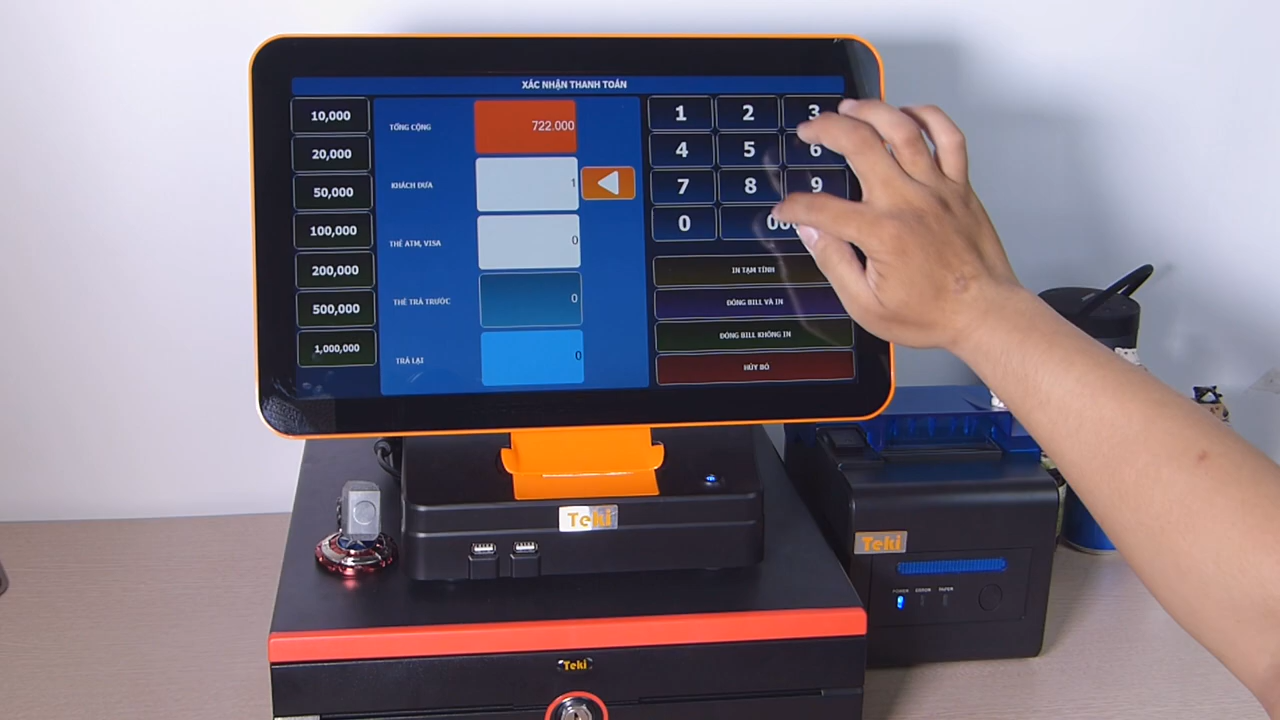 XÁC NHẬN THANH TOÁN
10,000
20,000
50,000
100,000
200,000
500,000
1,000,000
TỔNG CỘNG
722.000
KHÁCH ĐƯA
1
THẺ ATM, VISA
0
THẺ TRẢ TRƯỚC
0
TRẢ LẠI
0
1 2 3
4 5 6
7 8 9
0
IN TẠM TÍNH
ĐÓNG BILL VÀ IN
ĐÓNG BILL KHÔNG IN
HỦY BỎ
Teki
Teki
POWER ERROR PAPER
Teki